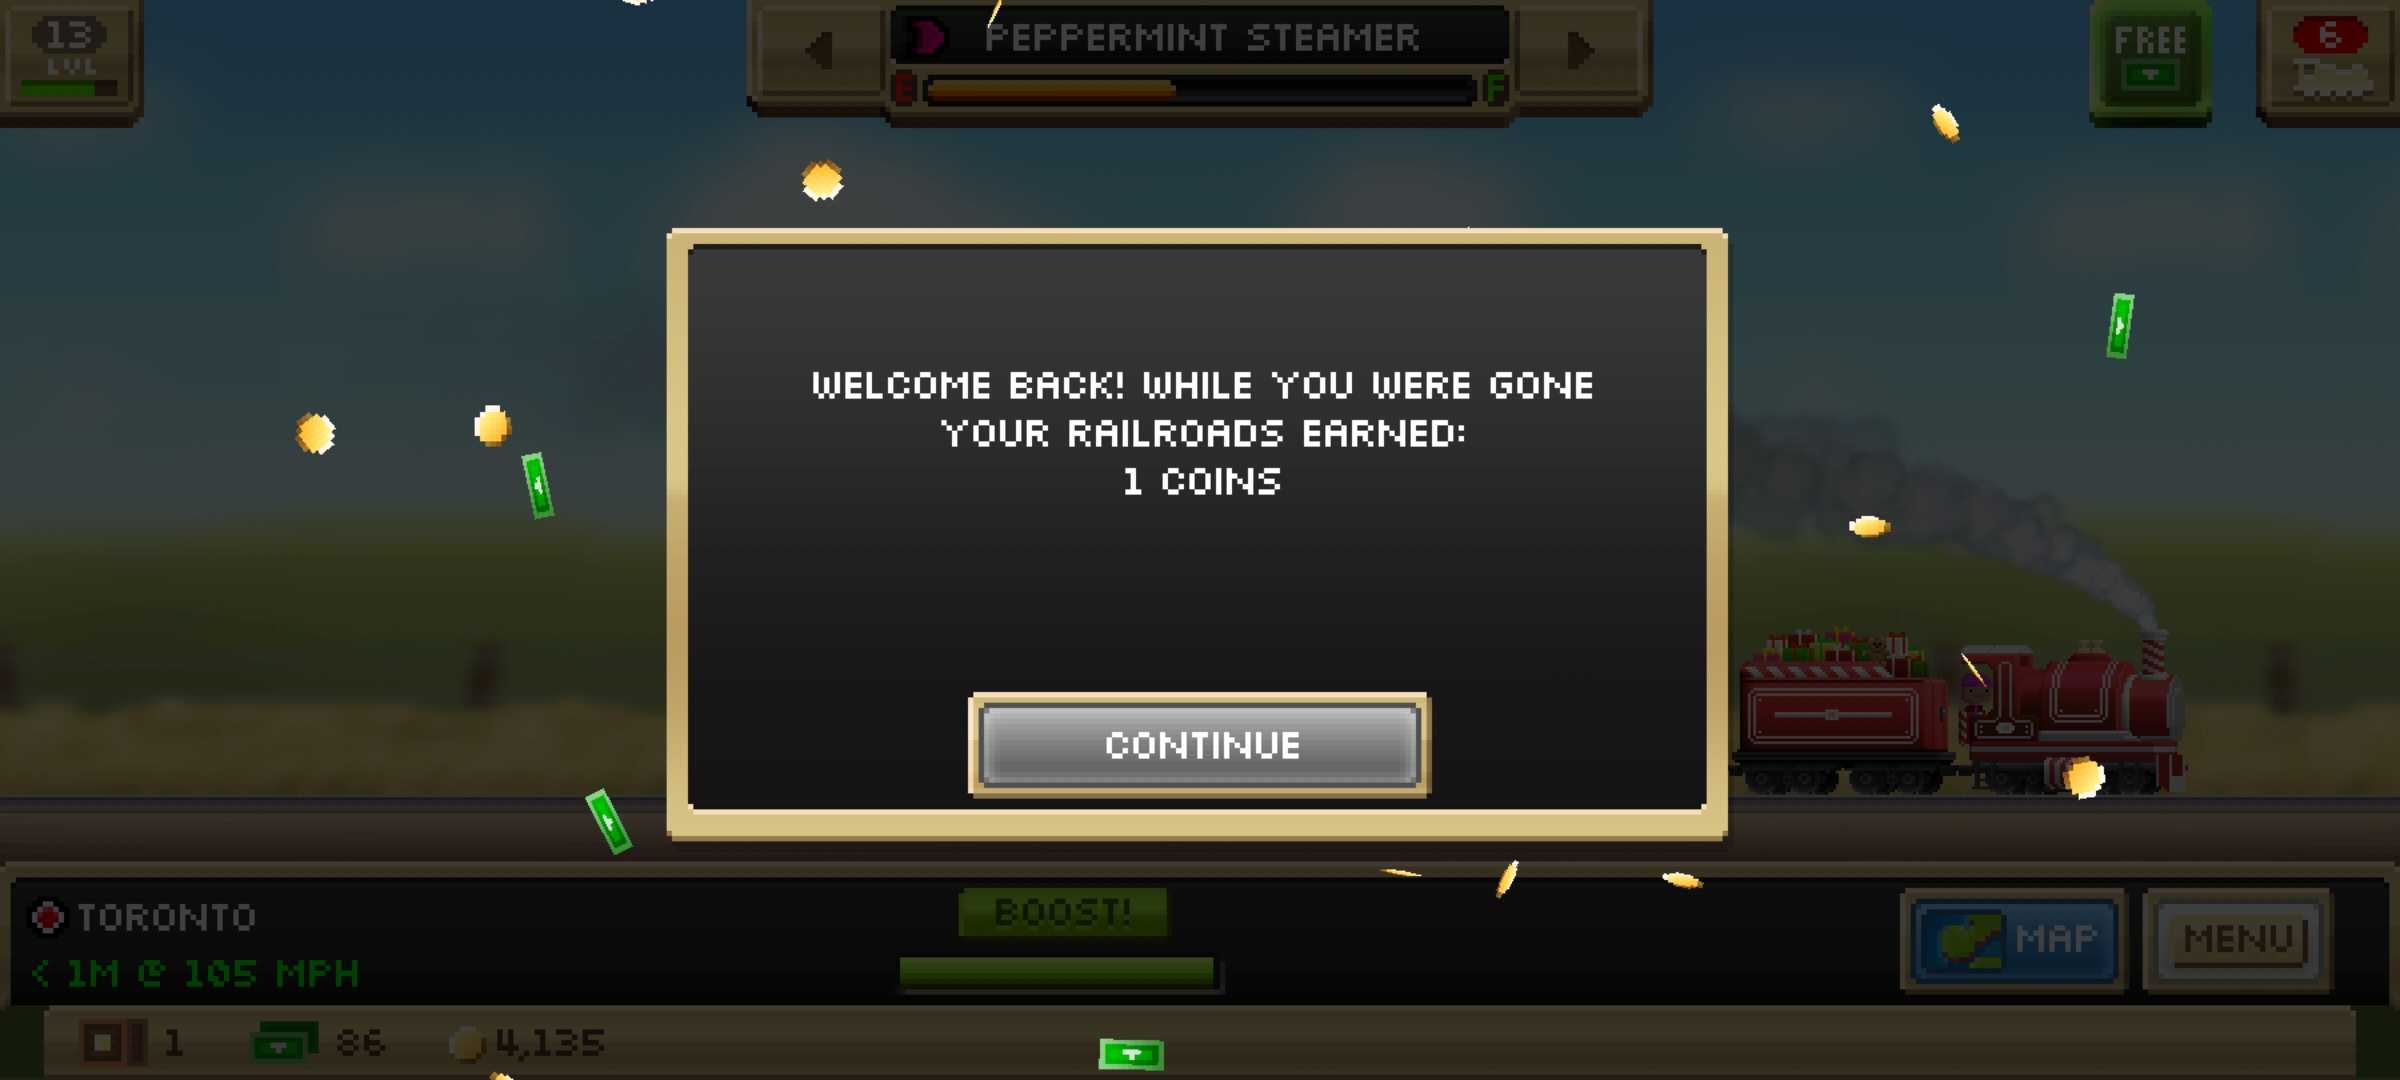 13
LVL
PEPPERMINT STEAMER
E F
FREE
6
WELCOME BACK! WHILE YOU WERE GONE
YOUR RAILROADS EARNED:
1 COINS
CONTINUE
TORONTO
< 1M @ 105 MPH
BOOST!
MAP
MENU
1 86 4,135